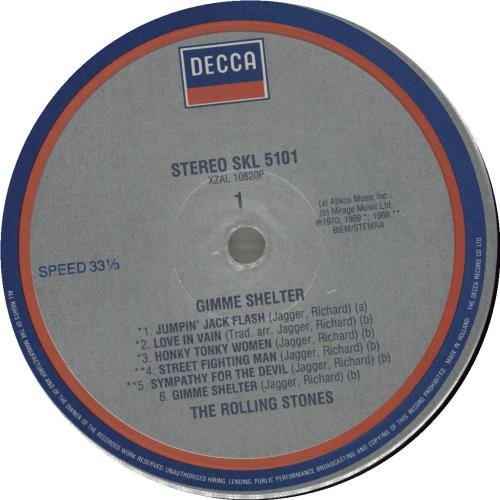 DECCA
STEREO SKL 5101
XZAL 10820P
1
(a) Abkco Music Inc.,
(b) Mirage Music Ltd.,
℗1970, 1969 *, 1968 **
BIEM/STEMRA
SPEED 33⅓
GIMME SHELTER
**1. JUMPIN' JACK FLASH (Jagger, Richard) (a)
*2. LOVE IN VAIN (Trad. arr. Jagger, Richard) (b)
*3. HONKY TONKY WOMEN (Jagger, Richard) (b)
**4. STREET FIGHTING MAN (Jagger, Richard) (b)
**5. SYMPATHY FOR THE DEVIL (Jagger, Richard) (b)
6. GIMME SHELTER (Jagger, Richard) (b)
THE ROLLING STONES
ALL RIGHTS OF THE MANUFACTURER AND OF THE OWNER OF THE RECORDED WORK RESERVED UNAUTHORISED HIRING LENDING PUBLIC PERFORMANCE BROADCASTING AND COPYING OF THIS RECORD PROHIBITED. MADE IN HOLLAND THE DECCA RECORD CO. LTD.